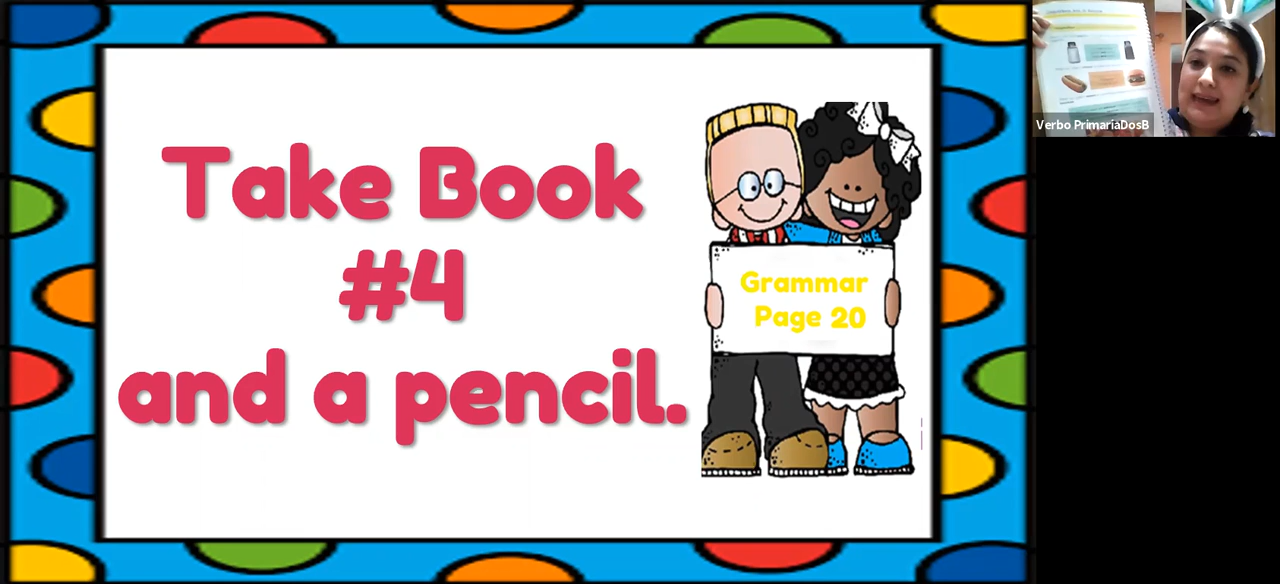 Take Book
#4
and a pencil.
Grammar
Page 20
Verbo PrimariaDosB